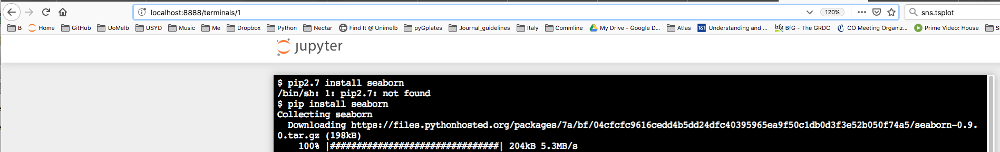 localhost:8888/terminals/1
120%
sns.tsplot
B Home GitHub UoMelb USYD Music Me Dropbox Python Nectar Find It @ Unimelb pyGplates Journal_guidelines Italy Commline My Drive - Google D... Atlas 1&1 Understanding and ... bfg BfG - The GRDC CO Meeting Organiz... Prime Video: House
jupyter
$ pip2.7 install seaborn
/bin/sh: 1: pip2.7: not found
$ pip install seaborn
Collecting seaborn
Downloading https://files.pythonhosted.org/packages/7a/bf/04cfcfc9616cedd4b5dd24dfc40395965ea9f50c1db0d3f3e52b050f74a5/seaborn-0.9.
0.tar.gz (198kB)
100% |################################| 204kB 5.3MB/s